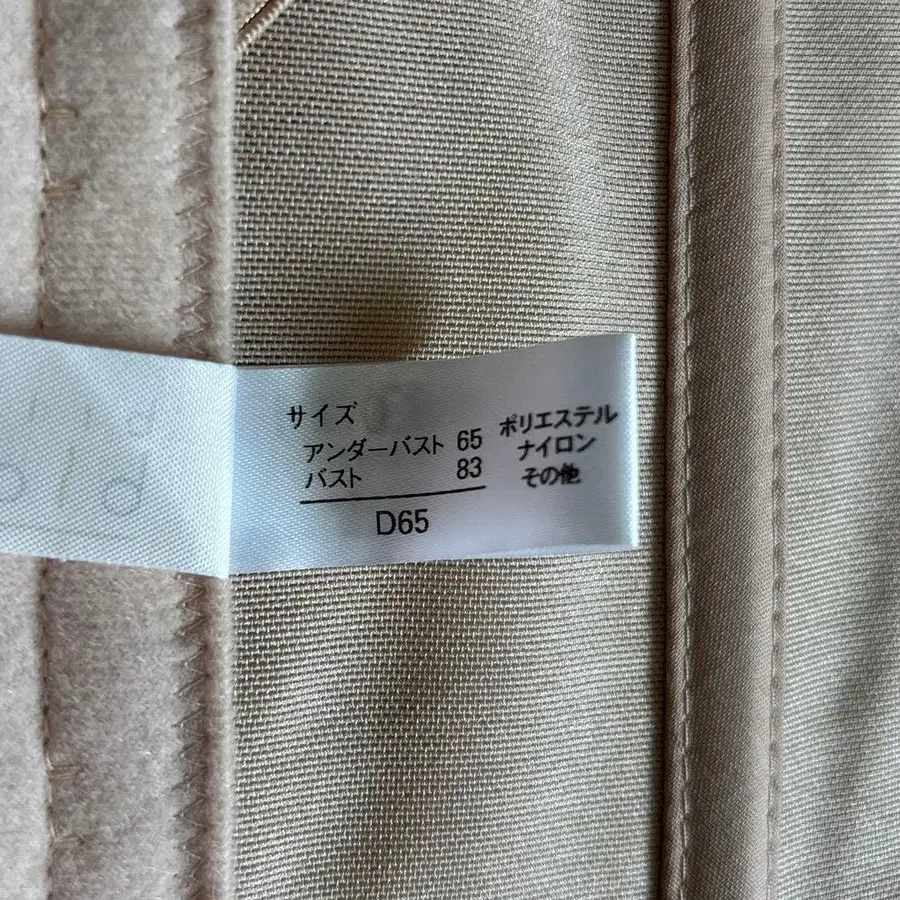 サイズ
アンダーバスト 65
バスト 83
D65
ポリエステル
ナイロン
その他